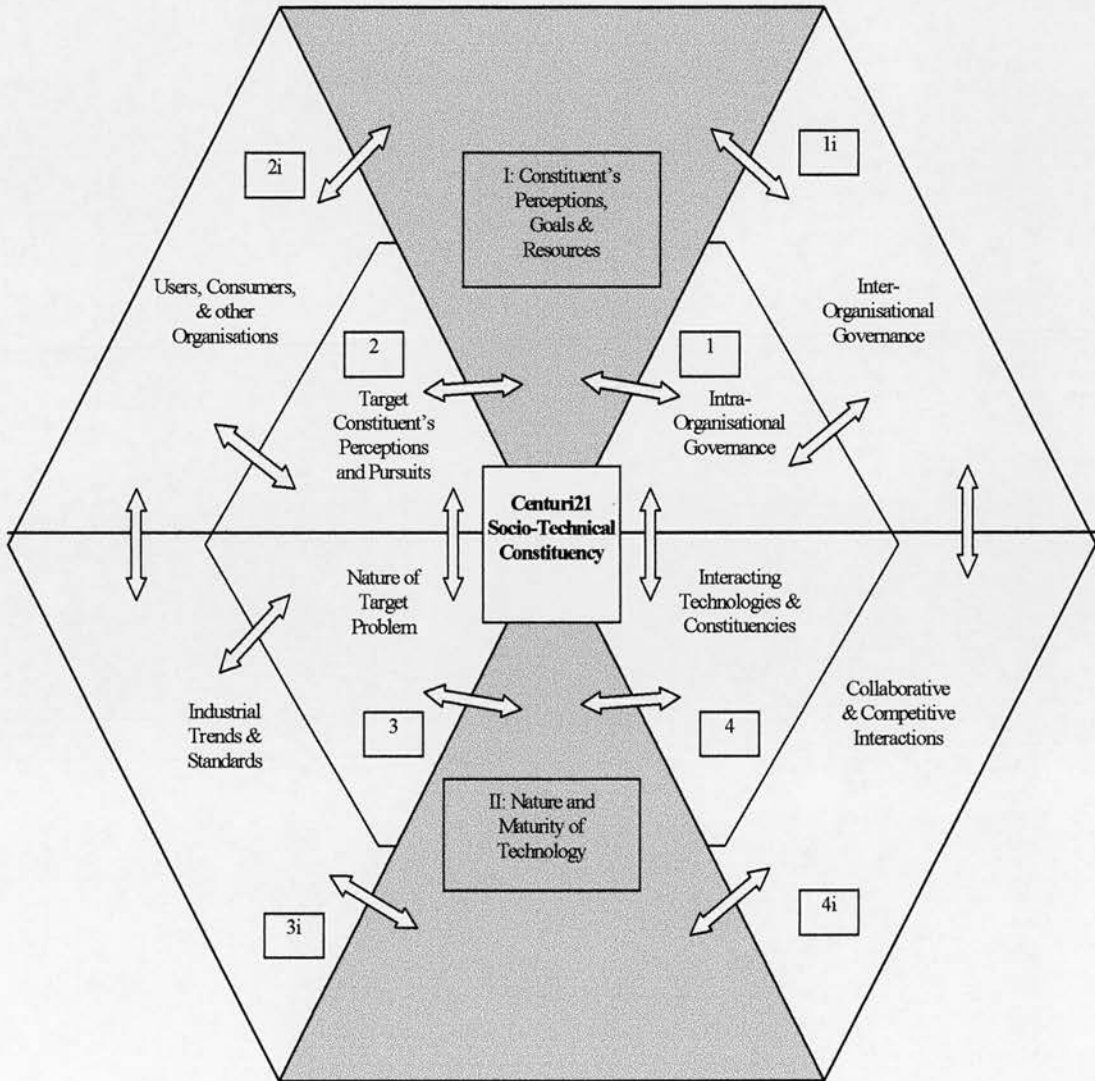 2i
1i
I: Constituent's
Perceptions,
Goals &
Resources
Users, Consumers,
& other
Organisations
Inter-
Organisational
Governance
2
1
Target
Constituent's
Perceptions
and Pursuits
Intra-
Organisational
Governance
Centuri21
Socio-Technical
Constituency
Nature of
Target
Problem
Interacting
Technologies &
Constituencies
Industrial
Trends &
Standards
Collaborative
& Competitive
Interactions
3
4
II: Nature and
Maturity of
Technology
3i
4i